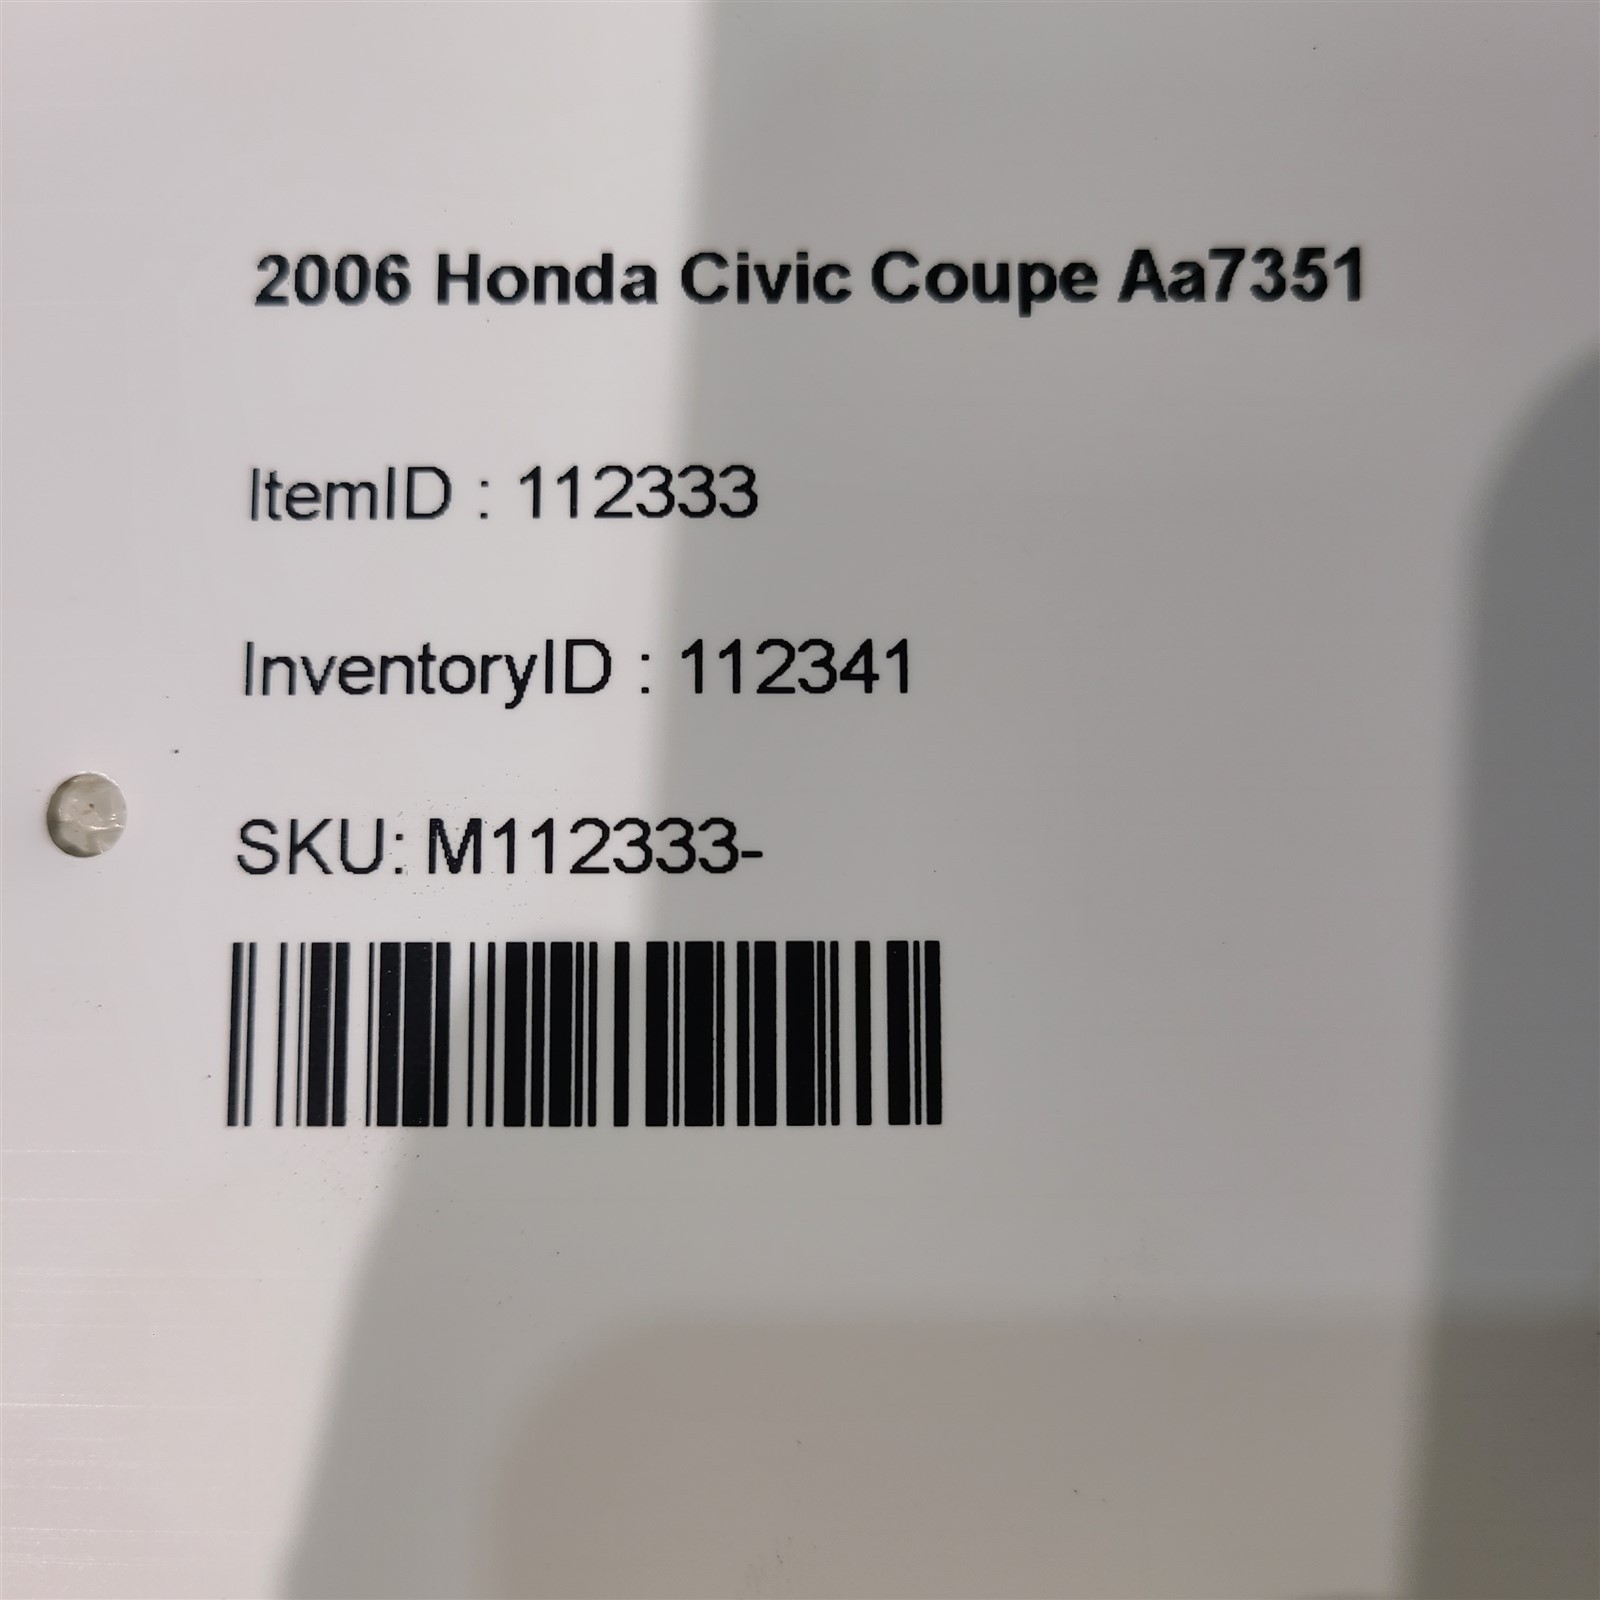 2006 Honda Civic Coupe Aa7351
ItemID : 112333
InventoryID : 112341
SKU: M112333-